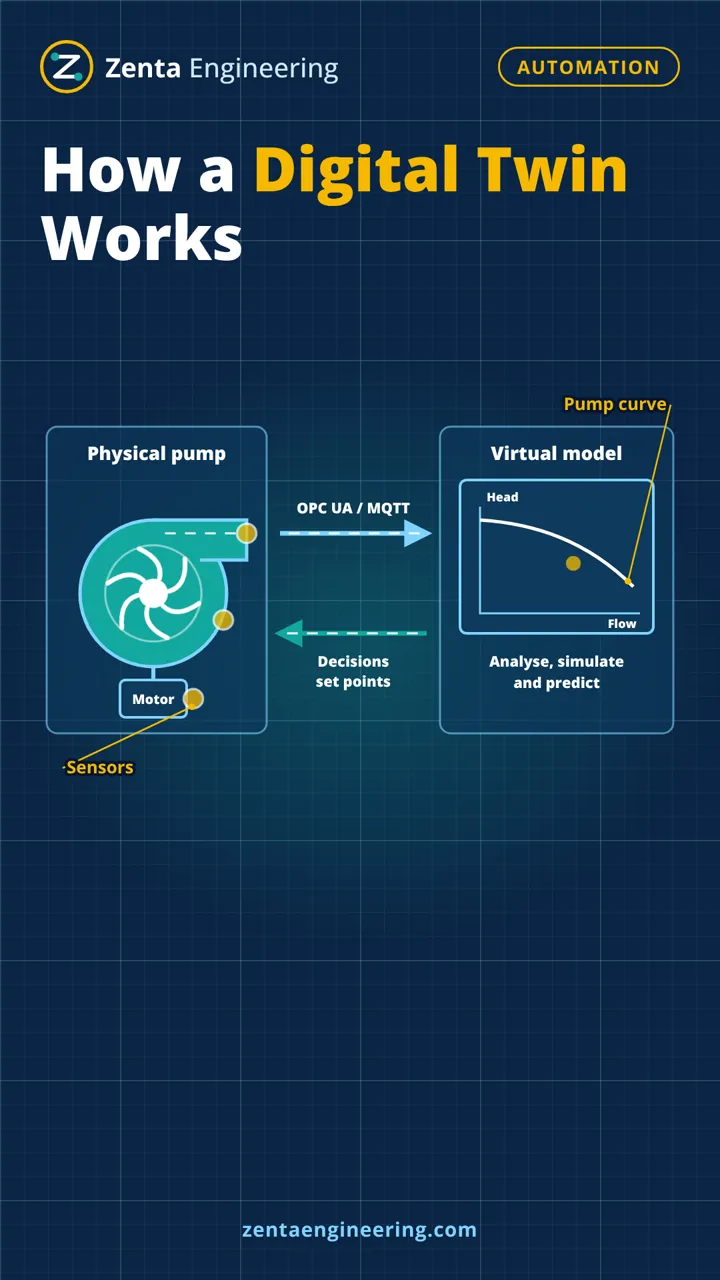 Zenta Engineering
AUTOMATION
How a Digital Twin
Works
Pump curve
Physical pump
Virtual model
Head
OPC UA / MQTT
Flow
Decisions
set points
Analyse, simulate
and predict
Motor
Sensors
zentaengineering.com